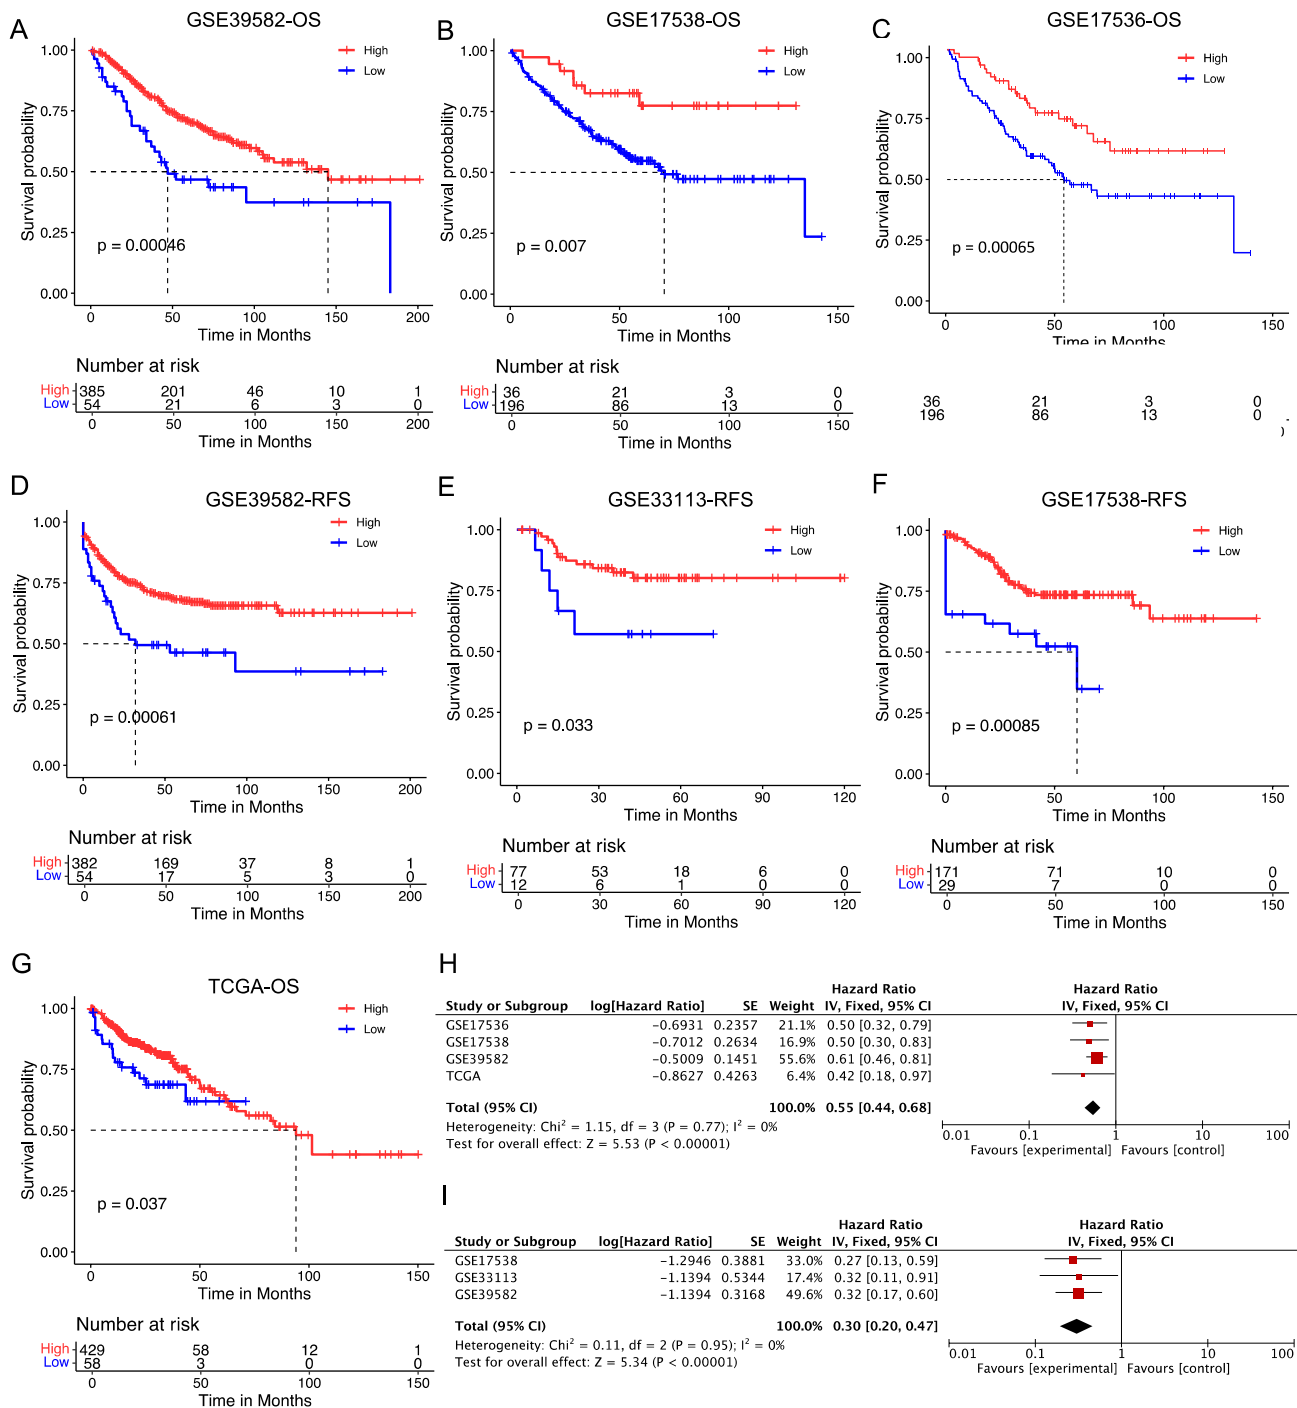 A
GSE39582-OS
High
Low
1.00
0.75
0.50
0.25
0.00
Survival probability
p = 0.00046
0 50 100 150 200
Time in Months
Number at risk
High 385 201 46 10 1
Low 54 21 6 3 0
0 50 100 150 200
Time in Months
B
GSE17538-OS
High
Low
1.00
0.75
0.50
0.25
0.00
Survival probability
p = 0.007
0 50 100 150
Time in Months
Number at risk
High 36 21 3 0
Low 196 86 13 0
0 50 100 150
Time in Months
C
GSE17536-OS
High
Low
1.00
0.75
0.50
0.25
0.00
Survival probability
p = 0.00065
0 50 100 150
Time in Months
36 21 3 0
196 86 13 0
D
GSE39582-RFS
High
Low
1.00
0.75
0.50
0.25
0.00
Survival probability
p = 0.00061
0 50 100 150 200
Time in Months
Number at risk
High 382 169 37 8 1
Low 54 17 5 3 0
0 50 100 150 200
Time in Months
E
GSE33113-RFS
High
Low
1.00
0.75
0.50
0.25
0.00
Survival probability
p = 0.033
0 30 60 90 120
Time in Months
Number at risk
High 77 53 18 6 0
Low 12 6 1 0 0
0 30 60 90 120
Time in Months
F
GSE17538-RFS
High
Low
1.00
0.75
0.50
0.25
0.00
Survival probability
p = 0.00085
0 50 100 150
Time in Months
Number at risk
High 171 71 10 0
Low 29 7 0 0
0 50 100 150
Time in Months
G
TCGA-OS
High
Low
1.00
0.75
0.50
0.25
0.00
Survival probability
p = 0.037
0 50 100 150
Time in Months
Number at risk
High 429 58 12 1
Low 58 3 0 0
0 50 100 150
Time in Months
H
Hazard Ratio Hazard Ratio
Study or Subgroup log[Hazard Ratio] SE Weight IV, Fixed, 95% CI IV, Fixed, 95% CI
GSE17536 −0.6931 0.2357 21.1% 0.50 [0.32, 0.79]
GSE17538 −0.7012 0.2634 16.9% 0.50 [0.30, 0.83]
GSE39582 −0.5009 0.1451 55.6% 0.61 [0.46, 0.81]
TCGA −0.8627 0.4263 6.4% 0.42 [0.18, 0.97]
Total (95% CI) 100.0% 0.55 [0.44, 0.68]
Heterogeneity: Chi² = 1.15, df = 3 (P = 0.77); I² = 0%
Test for overall effect: Z = 5.53 (P < 0.00001)
0.01 0.1 1 10 100
Favours [experimental] Favours [control]
I
Hazard Ratio Hazard Ratio
Study or Subgroup log[Hazard Ratio] SE Weight IV, Fixed, 95% CI IV, Fixed, 95% CI
GSE17538 −1.2946 0.3881 33.0% 0.27 [0.13, 0.59]
GSE33113 −1.1394 0.5344 17.4% 0.32 [0.11, 0.91]
GSE39582 −1.1394 0.3168 49.6% 0.32 [0.17, 0.60]
Total (95% CI) 100.0% 0.30 [0.20, 0.47]
Heterogeneity: Chi² = 0.11, df = 2 (P = 0.95); I² = 0%
Test for overall effect: Z = 5.34 (P < 0.00001)
0.01 0.1 1 10 100
Favours [experimental] Favours [control]